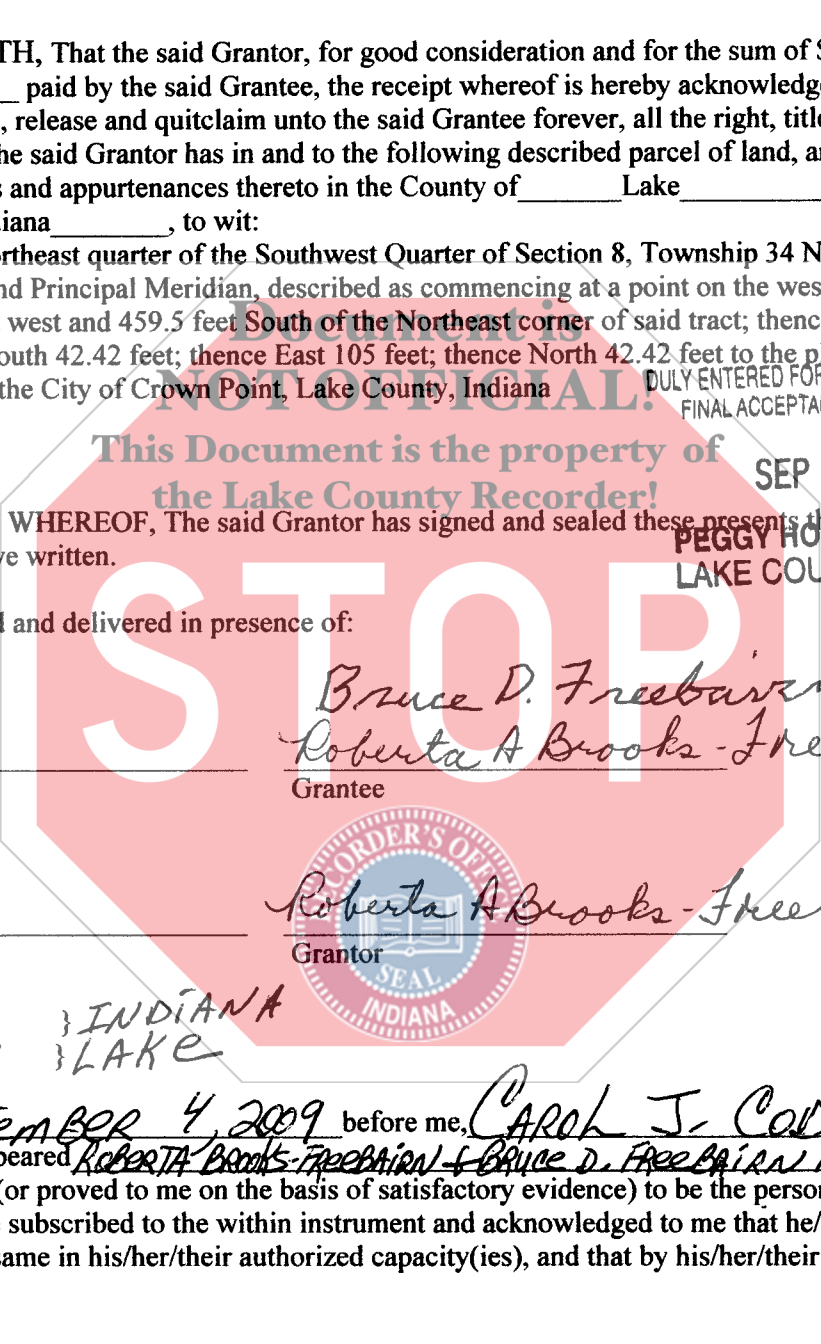 TH, That the said Grantor, for good consideration and for the sum of
paid by the said Grantee, the receipt whereof is hereby acknowledg
, release and quitclaim unto the said Grantee forever, all the right, titl
he said Grantor has in and to the following described parcel of land, a
s and appurtenances thereto in the County of______Lake________
iana________, to wit:
rtheast quarter of the Southwest Quarter of Section 8, Township 34 N
nd Principal Meridian, described as commencing at a point on the wes
Document is
west and 459.5 feet South of the Northeast corner of said tract; thenc
outh 42.42 feet; thence East 105 feet; thence North 42.42 feet to the p
the City of Crown Point, Lake County, Indiana
NOT OFFICIAL!
DULY ENTERED FOR
FINAL ACCEPTA
This Document is the property of
the Lake County Recorder!
SEP
WHEREOF, The said Grantor has signed and sealed these presents th
PEGGY HO
ve written.
LAKE COU
STOP
l and delivered in presence of:
Bruce D. Freebairn
Roberta A Brooks-Free
Grantee
RECORDER'S OFF
Roberta A Brooks-Free
Grantor
SEAL
INDIANA
} INDIANA
} LAKE
EMBER 4, 2009 before me, CAROL J. CO
peared ROBERTA BROOKS-FREEBAIRN & BRUCE D. FREEBAIRN
(or proved to me on the basis of satisfactory evidence) to be the perso
subscribed to the within instrument and acknowledged to me that he/
ame in his/her/their authorized capacity(ies), and that by his/her/their